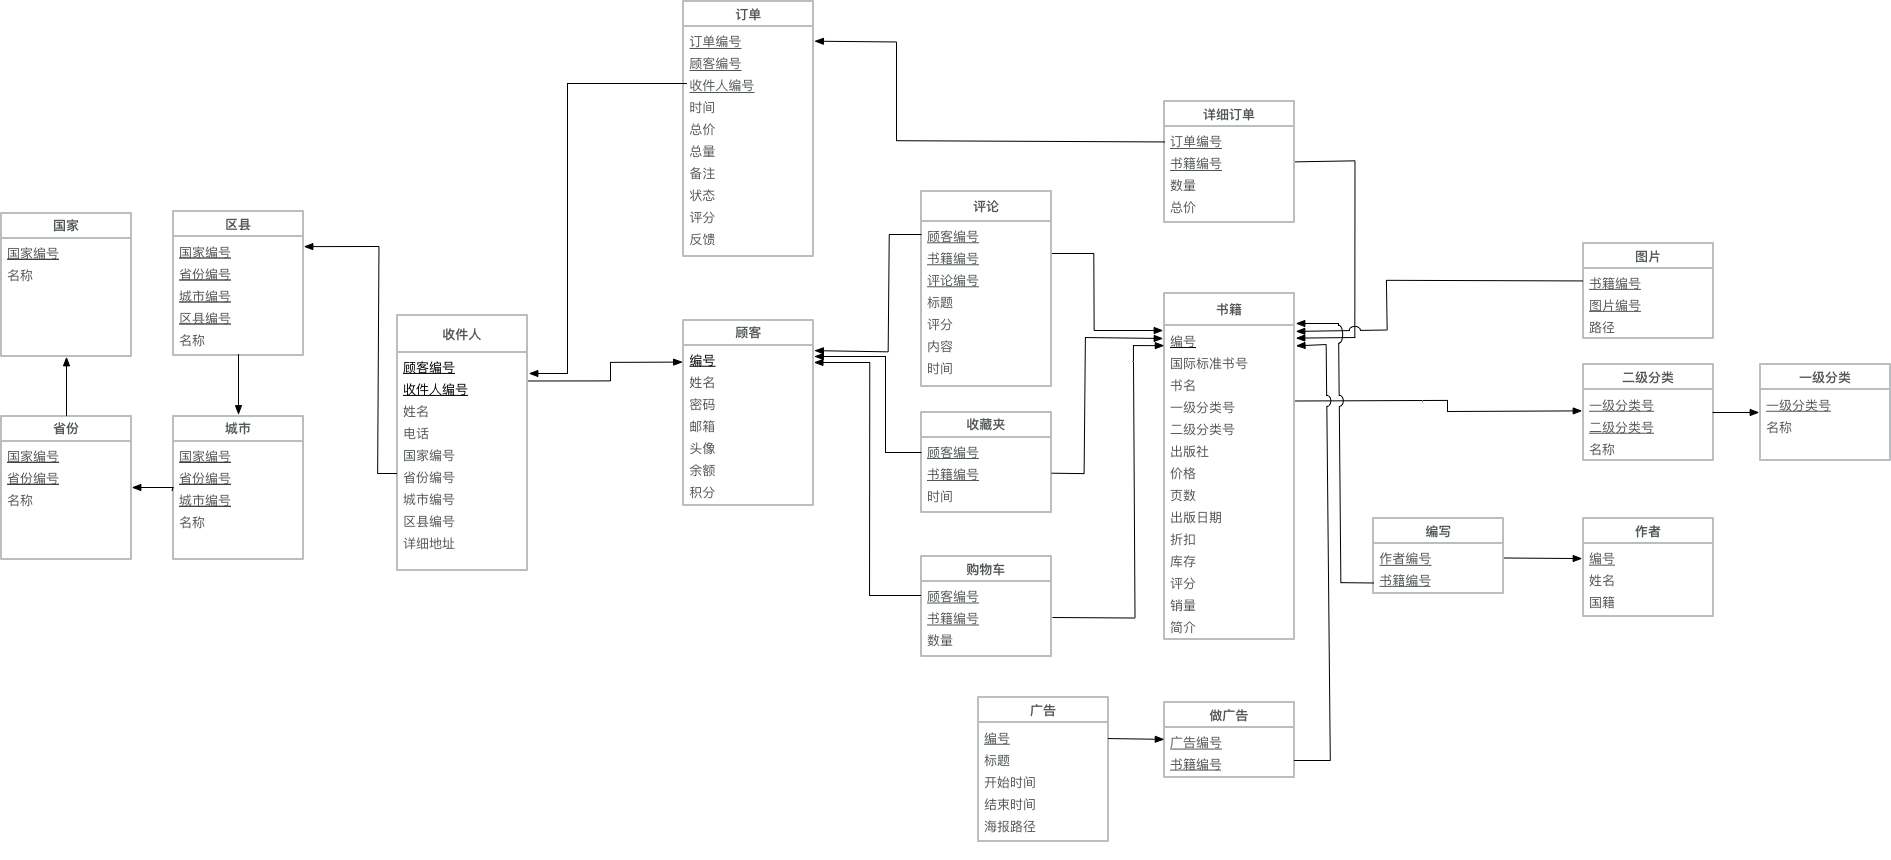 订单
订单编号
顾客编号
收件人编号
时间
总价
总量
备注
状态
评分
反馈
详细订单
订单编号
书籍编号
数量
总价
国家
国家编号
名称
区县
国家编号
省份编号
城市编号
区县编号
名称
省份
国家编号
省份编号
名称
城市
国家编号
省份编号
城市编号
名称
收件人
顾客编号
收件人编号
姓名
电话
国家编号
省份编号
城市编号
区县编号
详细地址
顾客
编号
姓名
密码
邮箱
头像
余额
积分
评论
顾客编号
书籍编号
评论编号
标题
评分
内容
时间
收藏夹
顾客编号
书籍编号
时间
购物车
顾客编号
书籍编号
数量
书籍
编号
国际标准书号
书名
一级分类号
二级分类号
出版社
价格
页数
出版日期
折扣
库存
评分
销量
简介
图片
书籍编号
图片编号
路径
二级分类
一级分类号
二级分类号
名称
一级分类
一级分类号
名称
编写
作者编号
书籍编号
作者
编号
姓名
国籍
广告
编号
标题
开始时间
结束时间
海报路径
做广告
广告编号
书籍编号